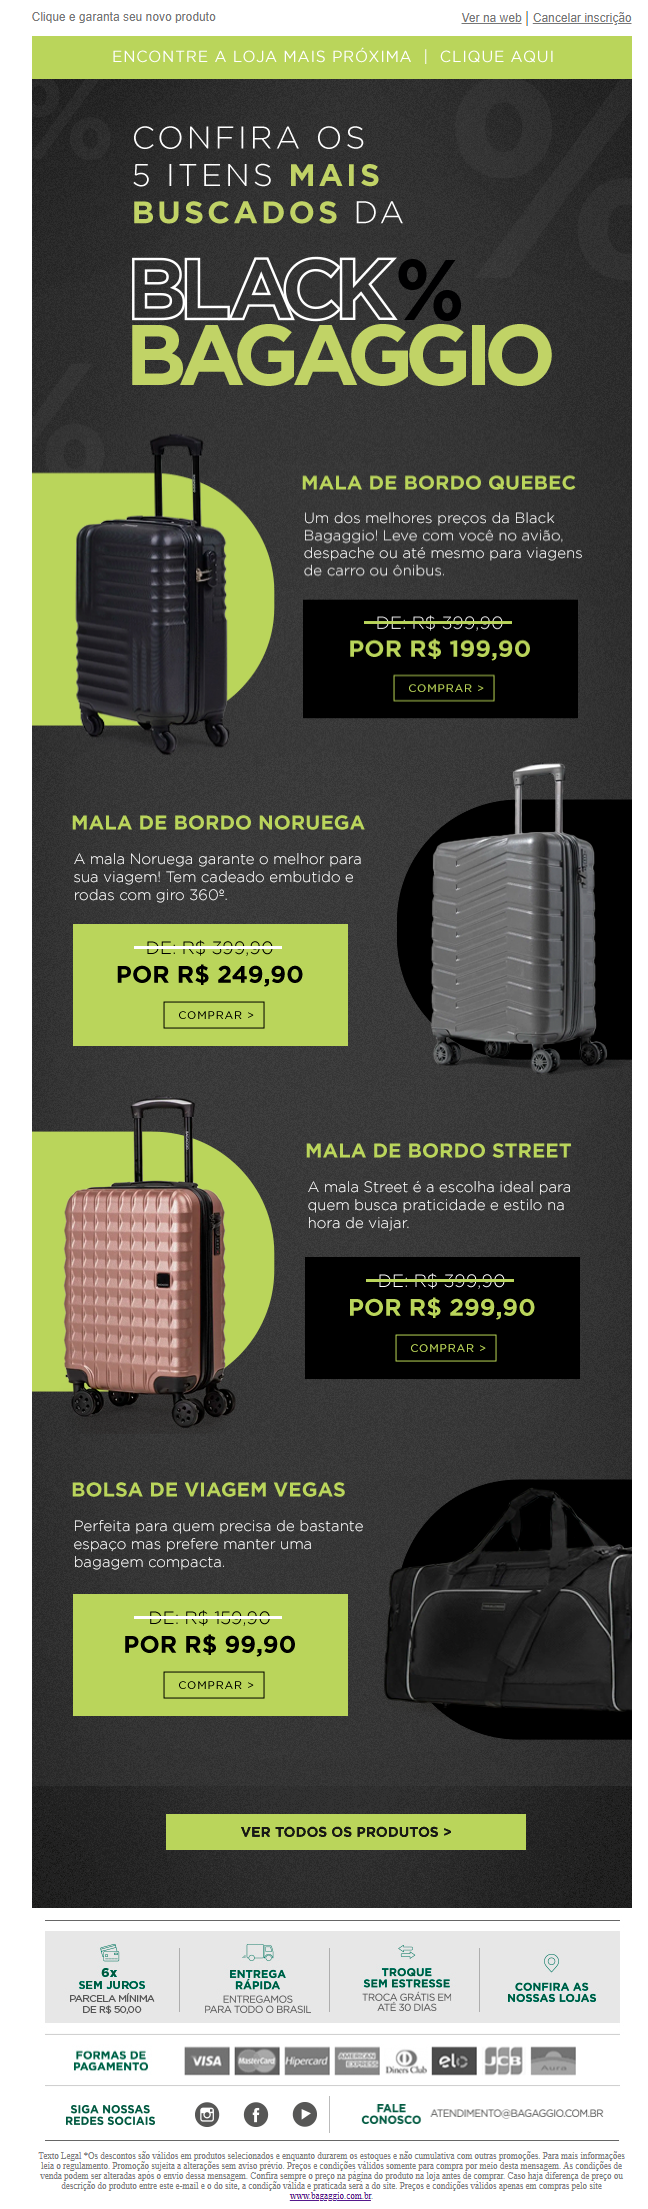 Clique e garanta seu novo produto
Ver na web | Cancelar inscrição
ENCONTRE A LOJA MAIS PRÓXIMA | CLIQUE AQUI
CONFIRA OS
5 ITENS MAIS
BUSCADOS DA
BLACK%
BAGAGGIO
MALA DE BORDO QUEBEC
Um dos melhores preços da Black
Bagaggio! Leve com você no avião,
despache ou até mesmo para viagens
de carro ou ônibus.
DE: R$ 399,90
POR R$ 199,90
COMPRAR >
MALA DE BORDO NORUEGA
A mala Noruega garante o melhor para
sua viagem! Tem cadeado embutido e
rodas com giro 360º.
DE: R$ 399,90
POR R$ 249,90
COMPRAR >
MALA DE BORDO STREET
A mala Street é a escolha ideal para
quem busca praticidade e estilo na
hora de viajar.
DE: R$ 399,90
POR R$ 299,90
COMPRAR >
BOLSA DE VIAGEM VEGAS
Perfeita para quem precisa de bastante
espaço mas prefere manter uma
bagagem compacta.
DE: R$ 159,90
POR R$ 99,90
COMPRAR >
VER TODOS OS PRODUTOS >
6x
SEM JUROS
PARCELA MÍNIMA
DE R$ 50,00
ENTREGA
RÁPIDA
ENTREGAMOS
PARA TODO O BRASIL
TROQUE
SEM ESTRESSE
TROCA GRÁTIS EM
ATÉ 30 DIAS
CONFIRA AS
NOSSAS LOJAS
FORMAS DE
PAGAMENTO
VISA
MasterCard
Hipercard
AMERICAN
EXPRESS
Diners Club
elo
JCB
Aura
SIGA NOSSAS
REDES SOCIAIS
FALE
CONOSCO
ATENDIMENTO@BAGAGGIO.COM.BR
Texto Legal *Os descontos são válidos em produtos selecionados e enquanto durarem os estoques e não cumulativa com outras promoções. Para mais informações
leia o regulamento. Promoção sujeita a alterações sem aviso prévio. Preços e condições válidos somente para compra por meio desta mensagem. As condições de
venda podem ser alteradas após o envio dessa mensagem. Confira sempre o preço na página do produto na loja antes de comprar. Caso haja diferença de preço ou
descrição do produto entre este e-mail e o do site, a condição válida e praticada será a do site. Preços e condições válidos apenas em compras pelo site
www.bagaggio.com.br.